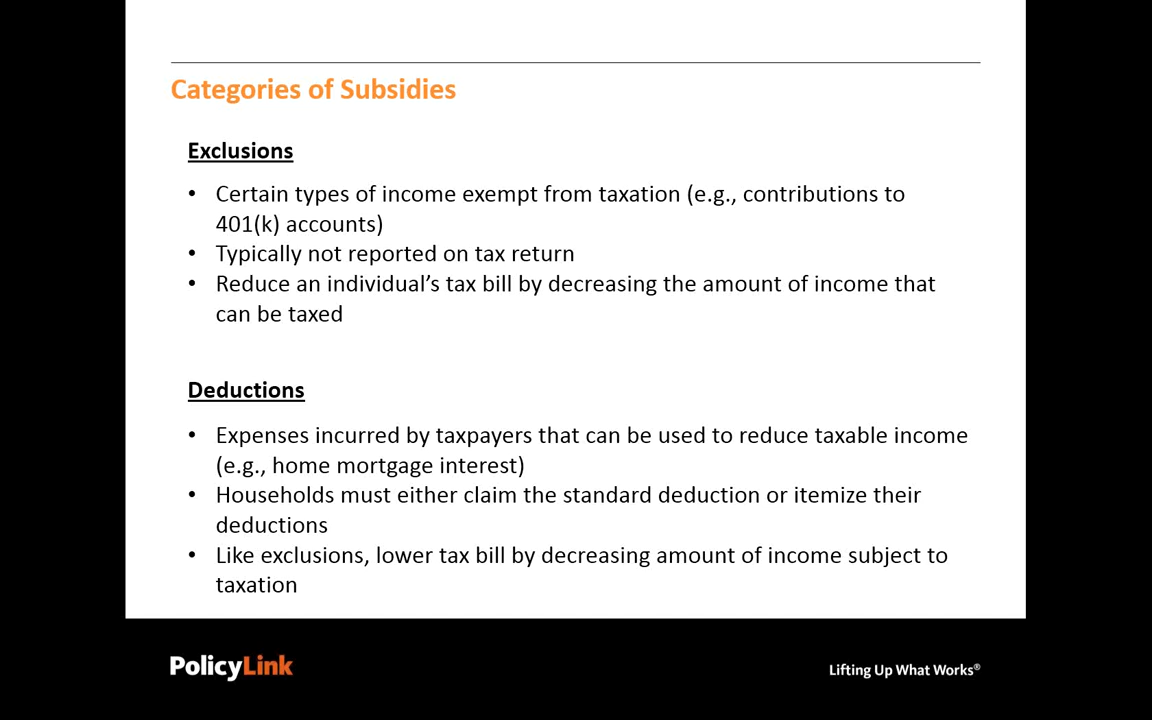 Categories of Subsidies
Exclusions
• Certain types of income exempt from taxation (e.g., contributions to
401(k) accounts)
• Typically not reported on tax return
• Reduce an individual’s tax bill by decreasing the amount of income that
can be taxed
Deductions
• Expenses incurred by taxpayers that can be used to reduce taxable income
(e.g., home mortgage interest)
• Households must either claim the standard deduction or itemize their
deductions
• Like exclusions, lower tax bill by decreasing amount of income subject to
taxation
PolicyLink
Lifting Up What Works®